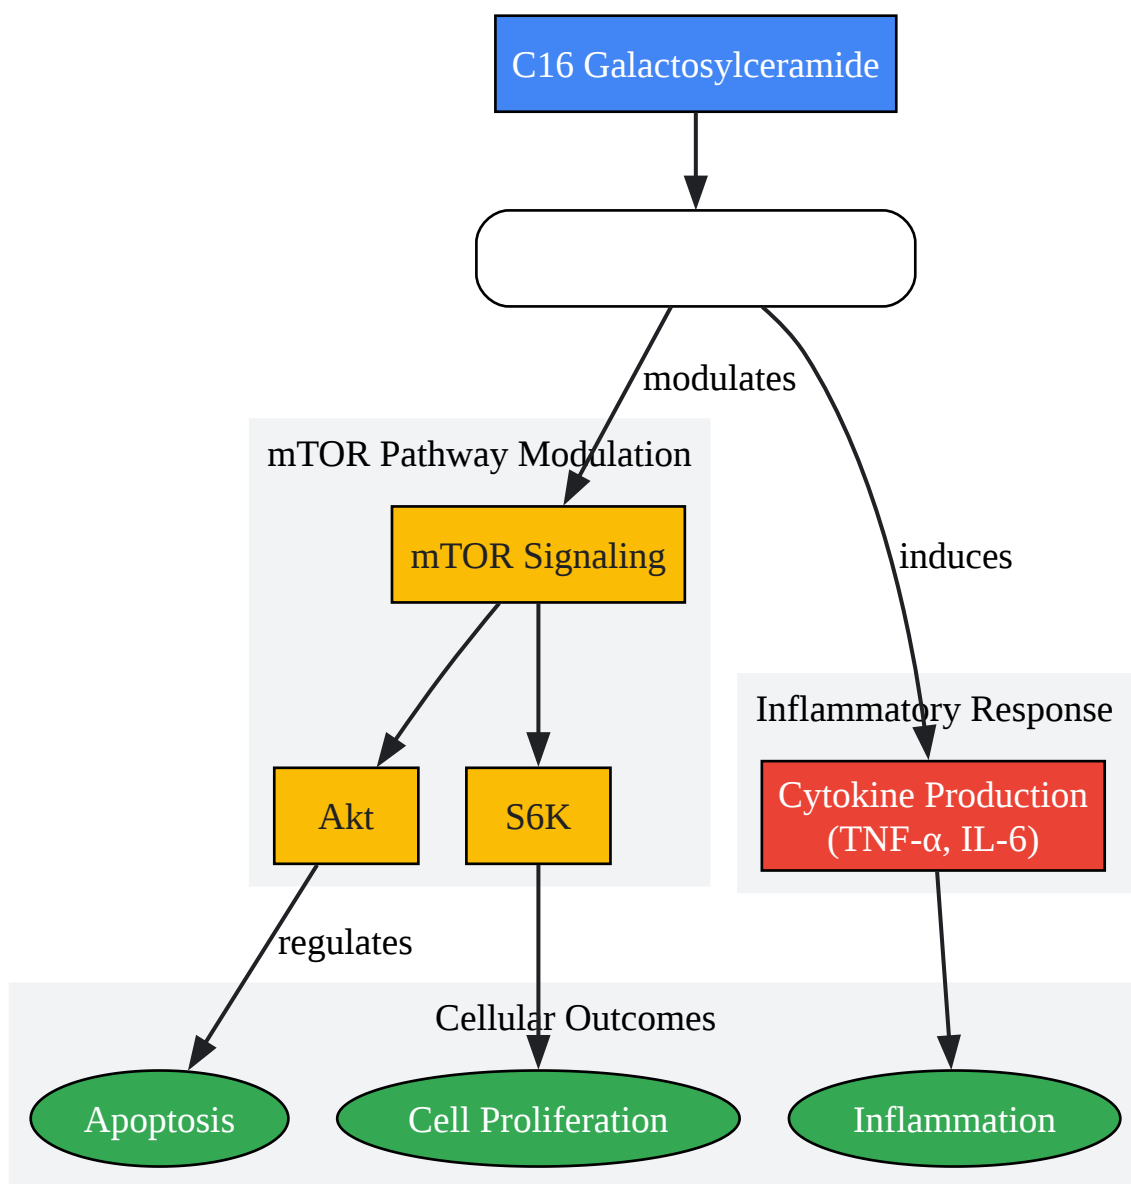 C16 Galactosylceramide
modulates
mTOR Pathway Modulation
mTOR Signaling
induces
Inflammatory Response
Akt
S6K
Cytokine Production
(TNF-α, IL-6)
regulates
Cellular Outcomes
Apoptosis
Cell Proliferation
Inflammation